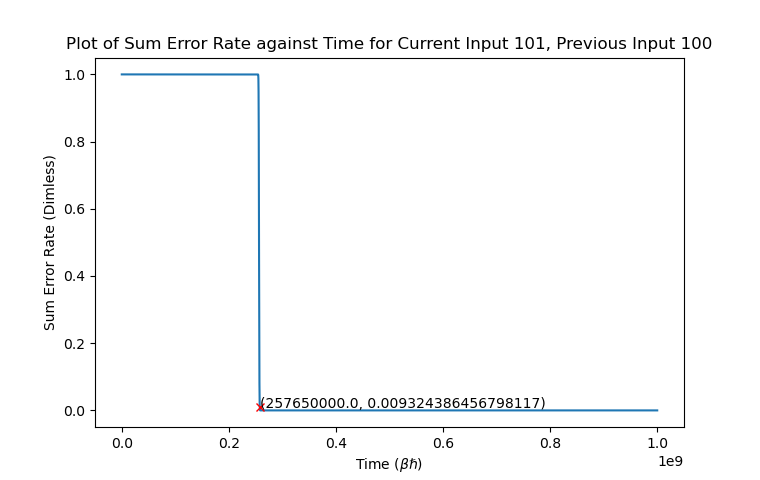 Plot of Sum Error Rate against Time for Current Input 101, Previous Input 100
1.0
0.8
0.6
0.4
0.2
0.0
Sum Error Rate (Dimless)
(257650000.0, 0.009324386456798117)
0.0 0.2 0.4 0.6 0.8 1.0
1e9
Time (βħ)